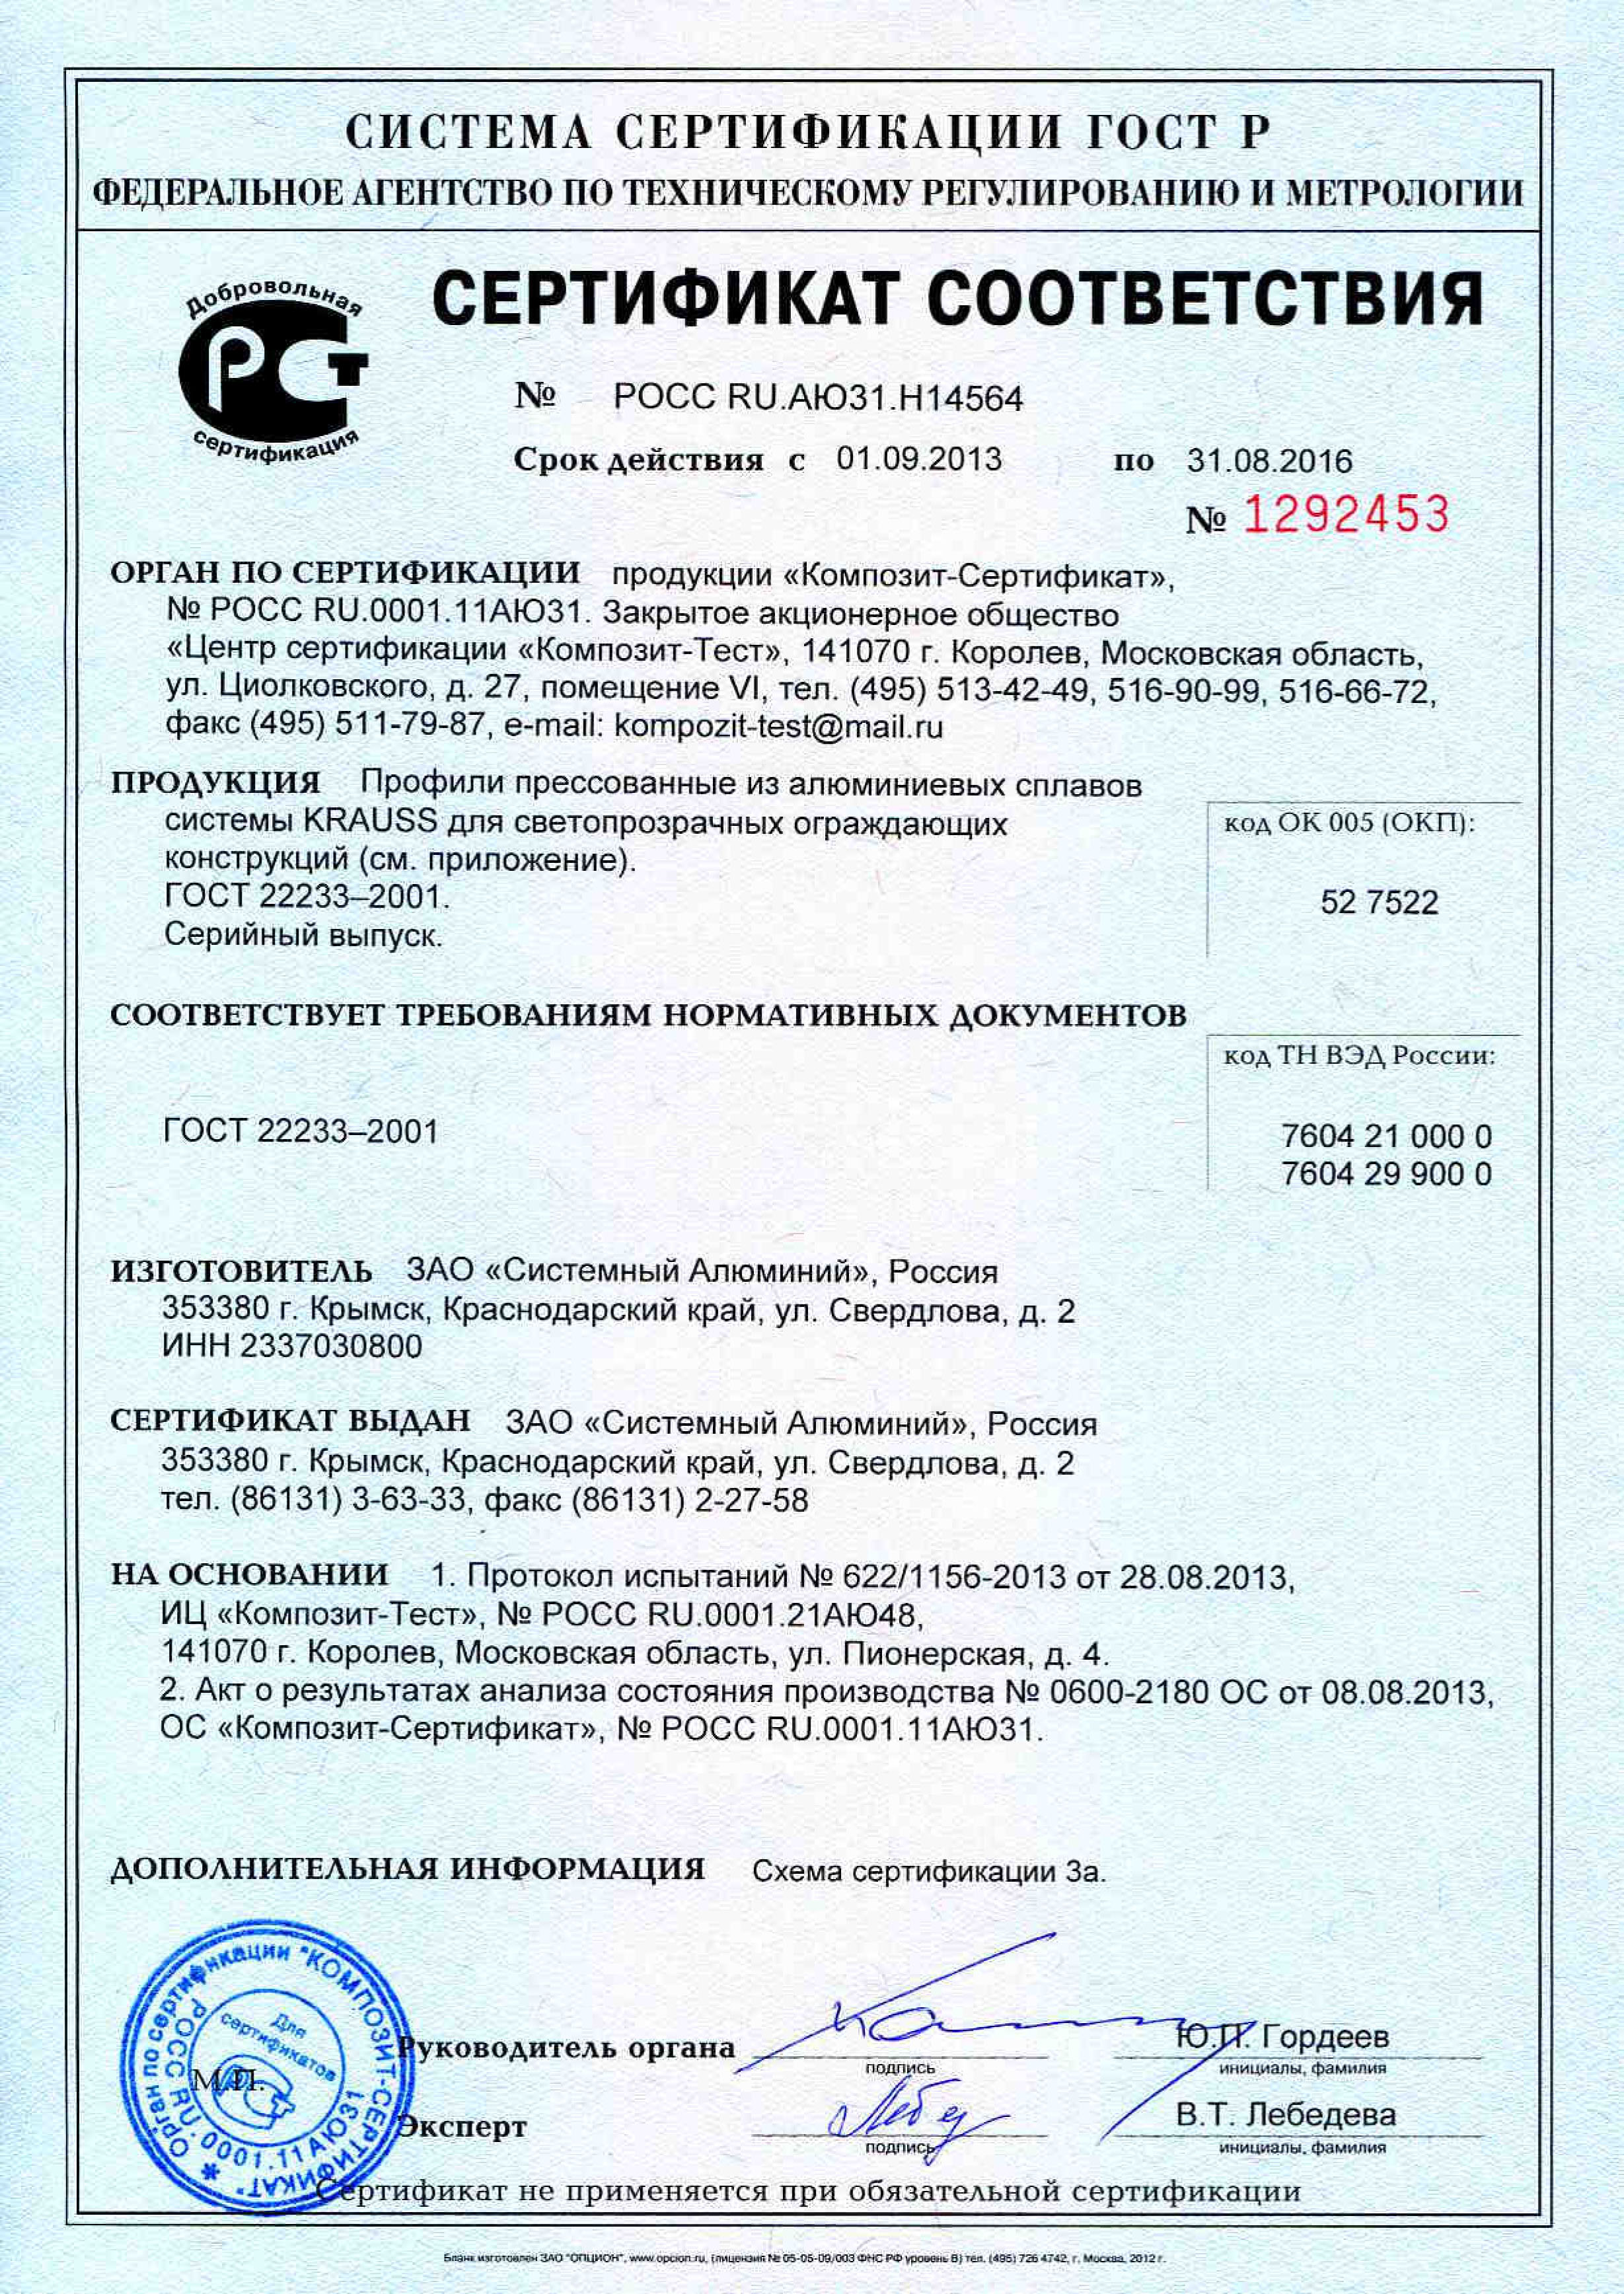 СИСТЕМА СЕРТИФИКАЦИИ ГОСТ Р
ФЕДЕРАЛЬНОЕ АГЕНТСТВО ПО ТЕХНИЧЕСКОМУ РЕГУЛИРОВАНИЮ И МЕТРОЛОГИИ
Добровольная
РСТ
сертификация
СЕРТИФИКАТ СООТВЕТСТВИЯ
№ РОСС RU.АЮ31.Н14564
Срок действия с 01.09.2013 по 31.08.2016
№ 1292453
ОРГАН ПО СЕРТИФИКАЦИИ продукции «Композит-Сертификат»,
№ РОСС RU.0001.11АЮ31. Закрытое акционерное общество
«Центр сертификации «Композит-Тест», 141070 г. Королев, Московская область,
ул. Циолковского, д. 27, помещение VI, тел. (495) 513-42-49, 516-90-99, 516-66-72,
факс (495) 511-79-87, e-mail: kompozit-test@mail.ru
ПРОДУКЦИЯ Профили прессованные из алюминиевых сплавов
системы KRAUSS для светопрозрачных ограждающих
конструкций (см. приложение).
ГОСТ 22233–2001.
Серийный выпуск.
код ОК 005 (ОКП):
52 7522
СООТВЕТСТВУЕТ ТРЕБОВАНИЯМ НОРМАТИВНЫХ ДОКУМЕНТОВ
ГОСТ 22233–2001
код ТН ВЭД России:
7604 21 000 0
7604 29 900 0
ИЗГОТОВИТЕЛЬ ЗАО «Системный Алюминий», Россия
353380 г. Крымск, Краснодарский край, ул. Свердлова, д. 2
ИНН 2337030800
СЕРТИФИКАТ ВЫДАН ЗАО «Системный Алюминий», Россия
353380 г. Крымск, Краснодарский край, ул. Свердлова, д. 2
тел. (86131) 3-63-33, факс (86131) 2-27-58
НА ОСНОВАНИИ 1. Протокол испытаний № 622/1156-2013 от 28.08.2013,
ИЦ «Композит-Тест», № РОСС RU.0001.21АЮ48,
141070 г. Королев, Московская область, ул. Пионерская, д. 4.
2. Акт о результатах анализа состояния производства № 0600-2180 ОС от 08.08.2013,
ОС «Композит-Сертификат», № РОСС RU.0001.11АЮ31.
ДОПОЛНИТЕЛЬНАЯ ИНФОРМАЦИЯ Схема сертификации 3а.
Орган по сертификации "КОМПОЗИТ-СЕРТИФИКАТ" *
РОСС RU.0001.11АЮ31
Для
сертификатов
М.П.
Руководитель органа
подпись
Ю.П. Гордеев
инициалы, фамилия
Эксперт
подпись
В.Т. Лебедева
инициалы, фамилия
Сертификат не применяется при обязательной сертификации
Бланк изготовлен ЗАО "ОПЦИОН", www.opcion.ru, (лицензия № 05-05-09/003 ФНС РФ уровень В) тел. (495) 726 4742, г. Москва, 2012 г.